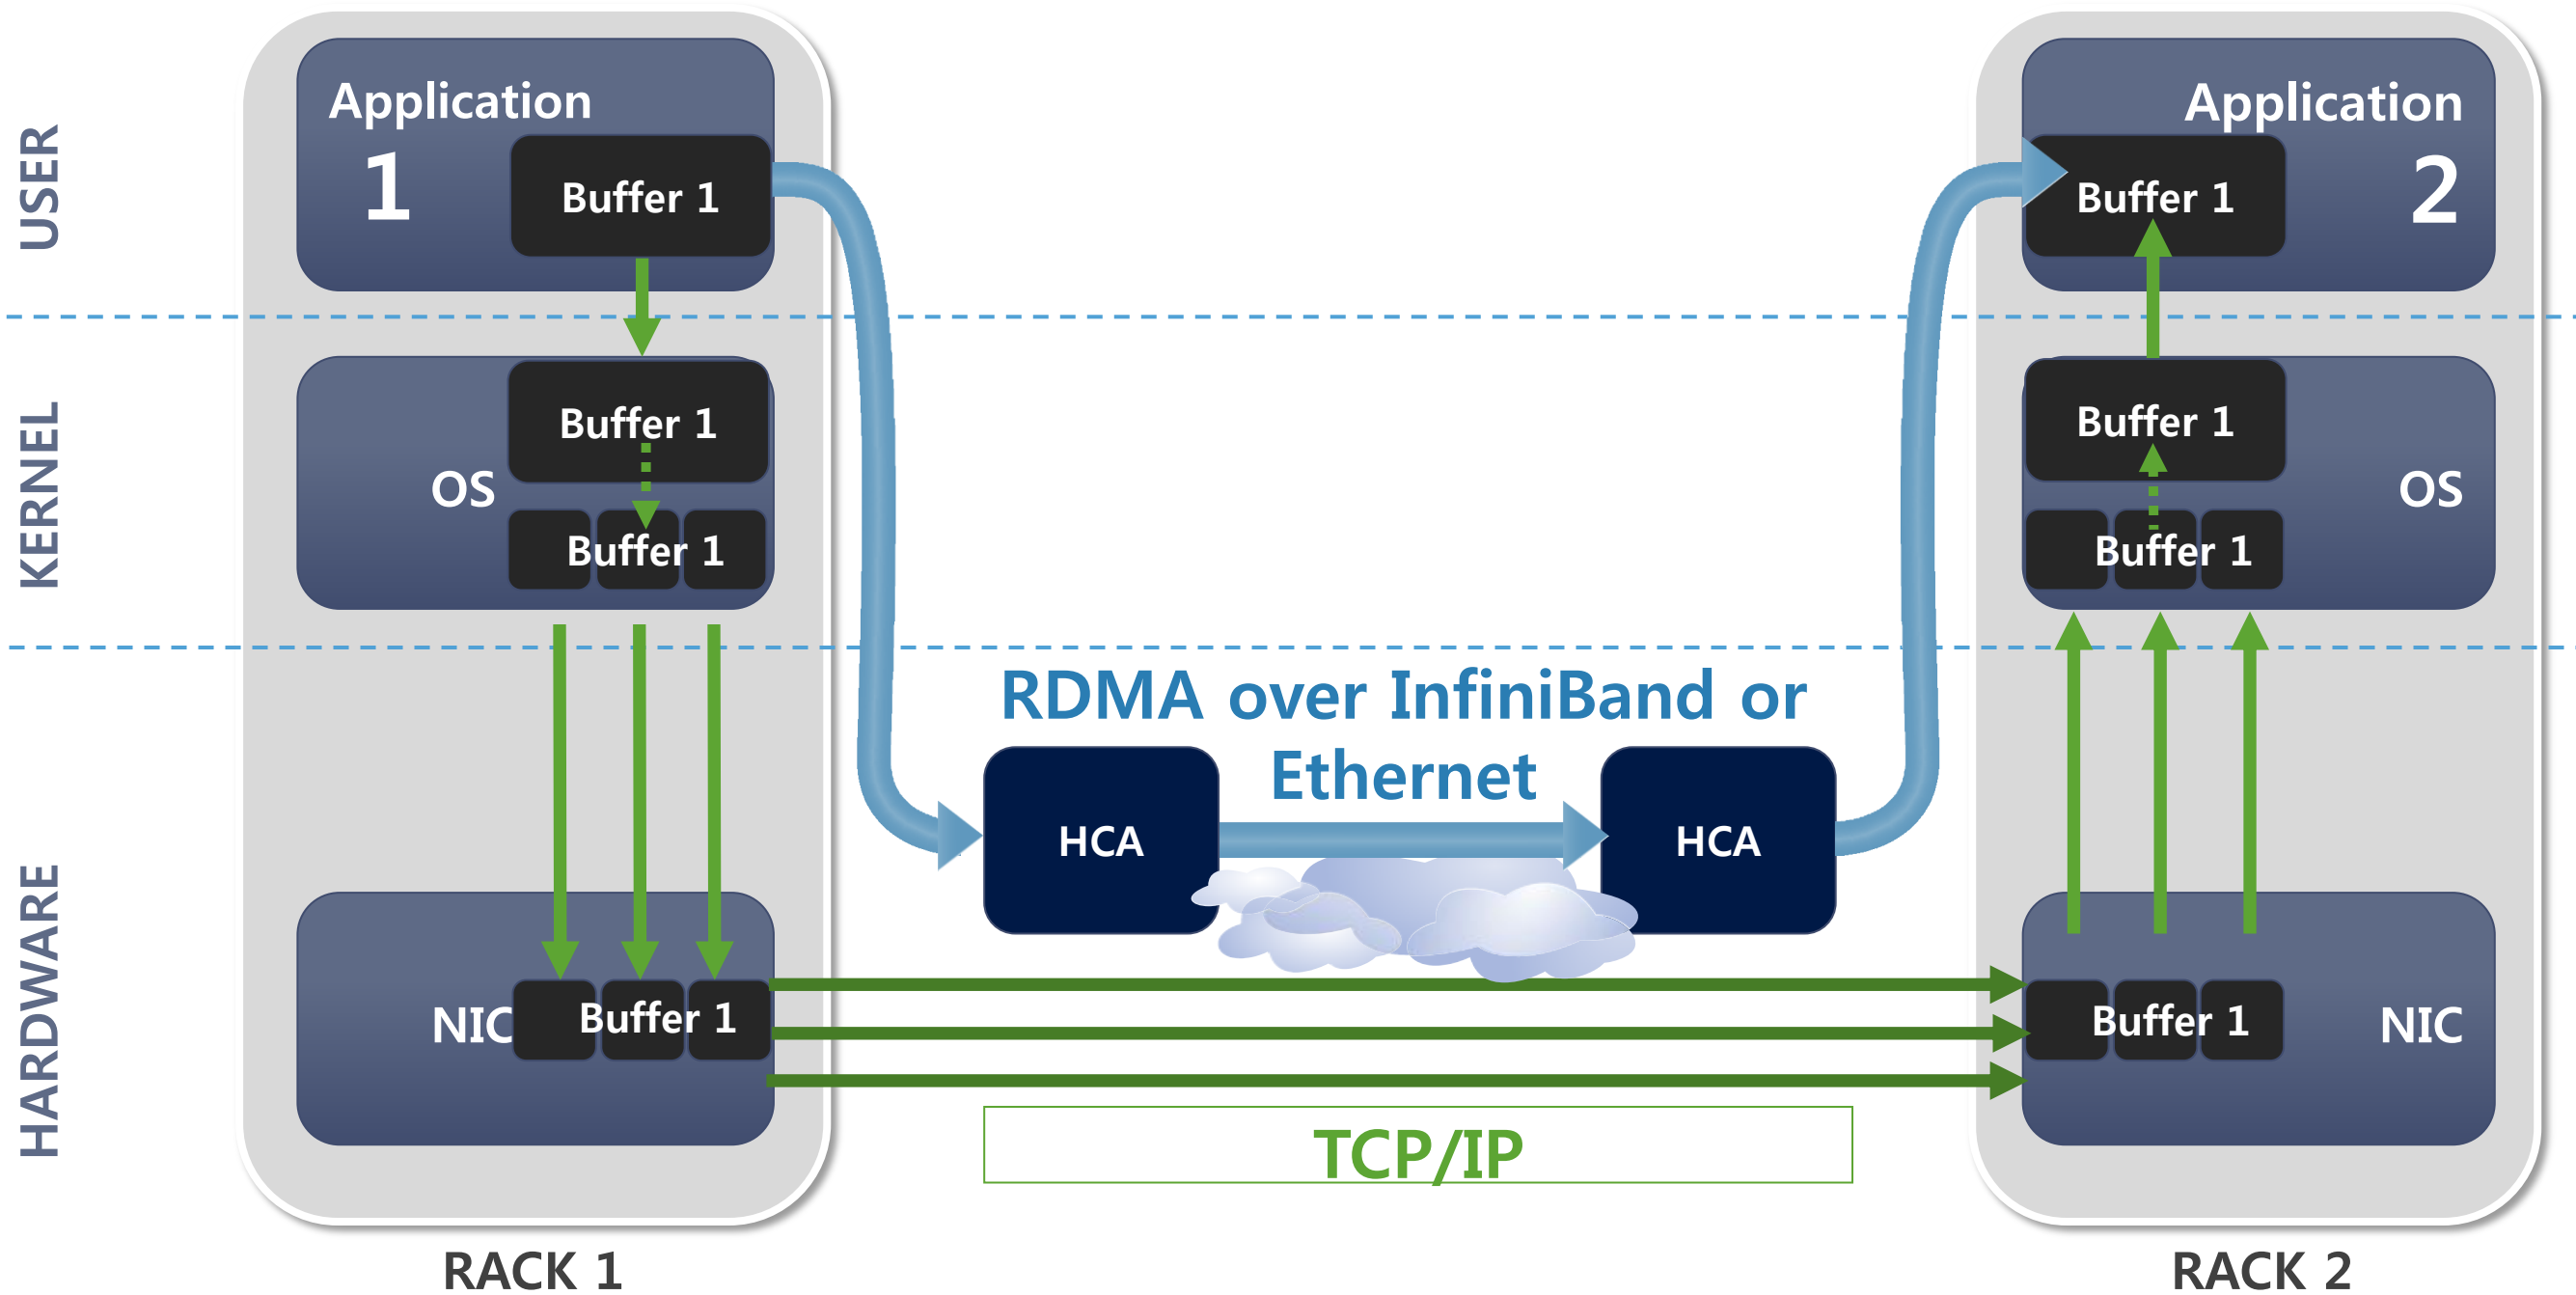 USER
KERNEL
HARDWARE
Application
1
Buffer 1
Buffer 1
OS
Buffer 1
NIC
Buffer 1
RACK 1
RDMA over InfiniBand or
Ethernet
HCA
HCA
TCP/IP
Application
2
Buffer 1
Buffer 1
OS
Buffer 1
Buffer 1
NIC
RACK 2